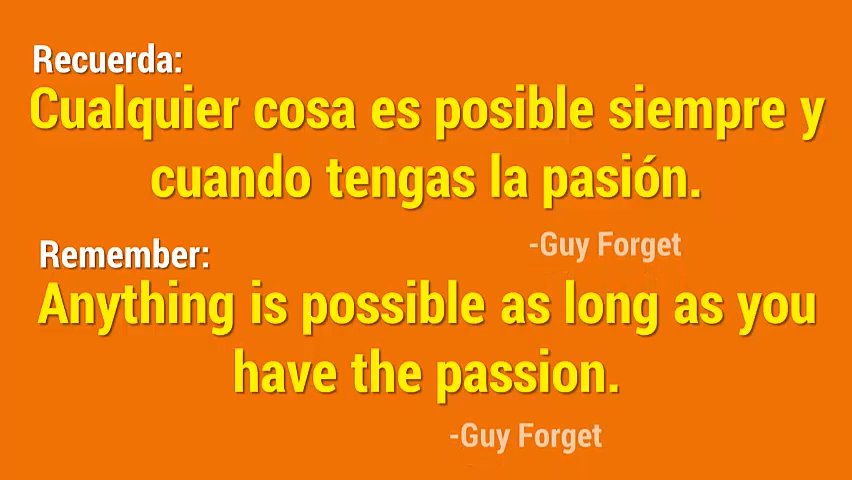 Recuerda:
Cualquier cosa es posible siempre y
cuando tengas la pasión.
-Guy Forget
Remember:
Anything is possible as long as you
have the passion.
-Guy Forget